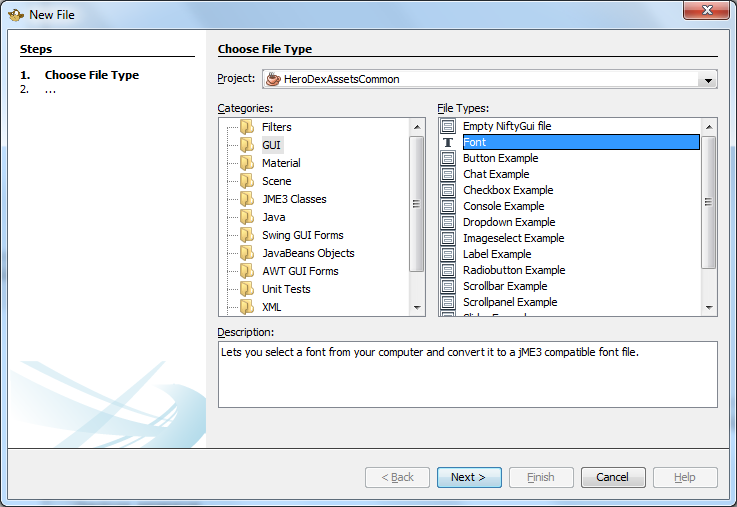 New File
Steps
1. Choose File Type
2. ...
Choose File Type
Project: HeroDexAssetsCommon
Categories:
Filters
GUI
Material
Scene
JME3 Classes
Java
Swing GUI Forms
JavaBeans Objects
AWT GUI Forms
Unit Tests
XML
File Types:
Empty NiftyGui file
Font
Button Example
Chat Example
Checkbox Example
Console Example
Dropdown Example
Imageselect Example
Label Example
Radiobutton Example
Scrollbar Example
Scrollpanel Example
Description:
Lets you select a font from your computer and convert it to a jME3 compatible font file.
< Back Next > Finish Cancel Help